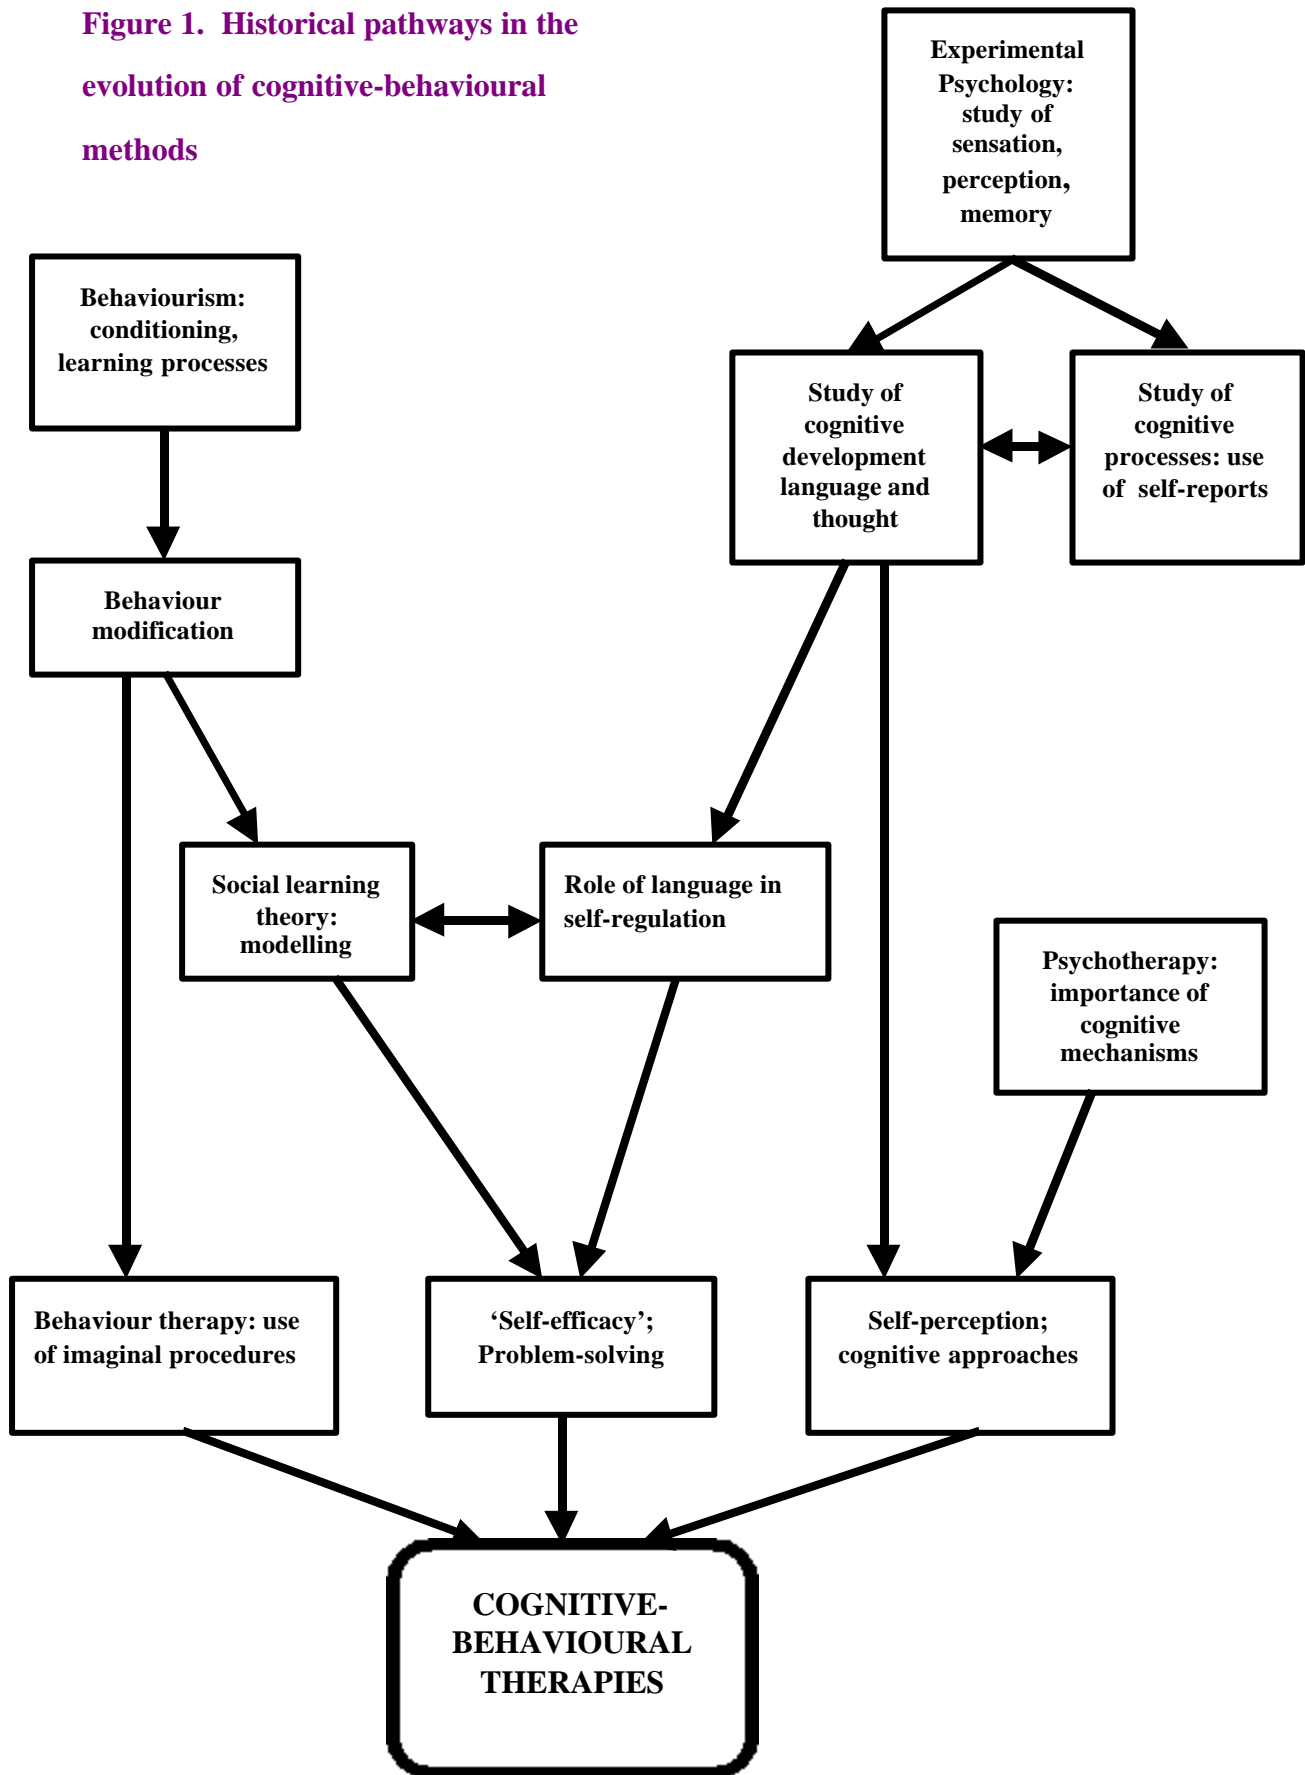 Figure 1. Historical pathways in the
evolution of cognitive-behavioural
methods
Experimental
Psychology:
study of
sensation,
perception,
memory
Behaviourism:
conditioning,
learning processes
Study of
cognitive
development
language and
thought
Study of
cognitive
processes: use
of self-reports
Behaviour
modification
Social learning
theory:
modelling
Role of language in
self-regulation
Psychotherapy:
importance of
cognitive
mechanisms
Behaviour therapy: use
of imaginal procedures
‘Self-efficacy’;
Problem-solving
Self-perception;
cognitive approaches
COGNITIVE-
BEHAVIOURAL
THERAPIES